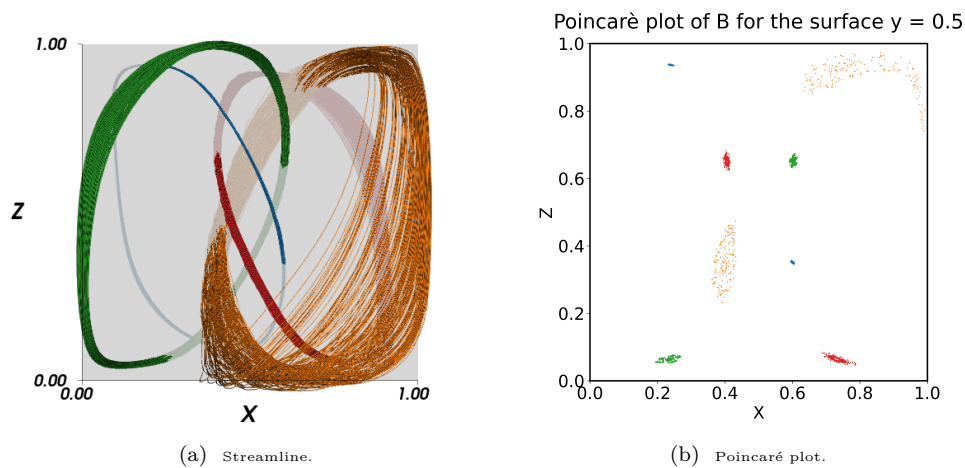 Poincarè plot of B for the surface y = 0.5
1.00
Z
0.00
0.00
1.00
X
1.0
0.8
0.6
Z
0.4
0.2
0.0
0.0 0.2 0.4 0.6 0.8 1.0
X
(a) Streamline.
(b) Poincaré plot.